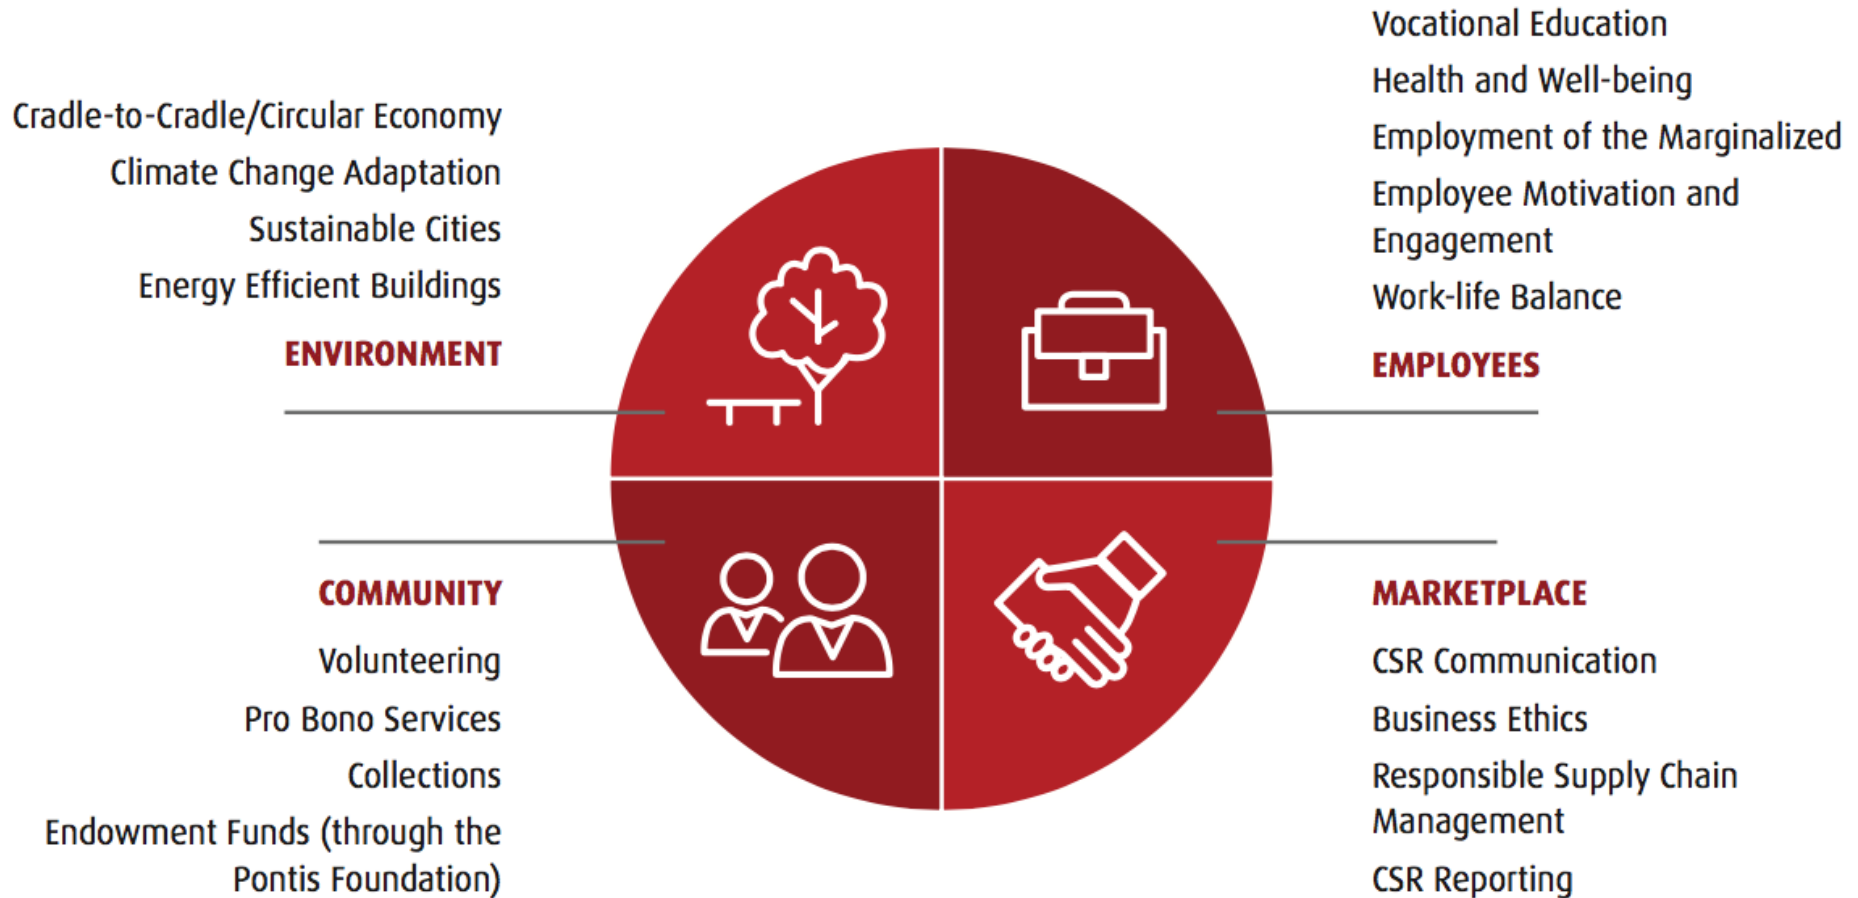 Cradle-to-Cradle/Circular Economy
Climate Change Adaptation
Sustainable Cities
Energy Efficient Buildings
ENVIRONMENT
Vocational Education
Health and Well-being
Employment of the Marginalized
Employee Motivation and
Engagement
Work-life Balance
EMPLOYEES
COMMUNITY
Volunteering
Pro Bono Services
Collections
Endowment Funds (through the
Pontis Foundation)
MARKETPLACE
CSR Communication
Business Ethics
Responsible Supply Chain
Management
CSR Reporting